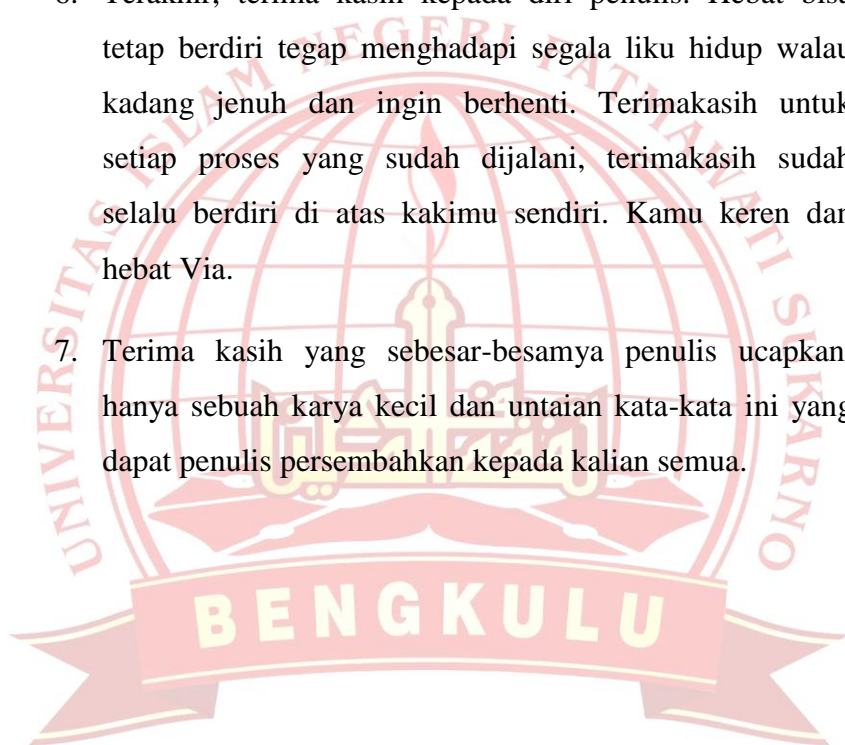 6. Terakhir, terima kasih kepada diri penulis. Hebat bisa
tetap berdiri tegap menghadapi segala liku hidup walau
kadang jenuh dan ingin berhenti. Terimakasih untuk
setiap proses yang sudah dijalani, terimakasih sudah
selalu berdiri di atas kakimu sendiri. Kamu keren dan
hebat Via.
7. Terima kasih yang sebesar-besamya penulis ucapkan
hanya sebuah karya kecil dan untaian kata-kata ini yang
dapat penulis persembahkan kepada kalian semua.
UNIVERSITAS ISLAM NEGERI FATMAWATI SUKARNO
BENGKULU